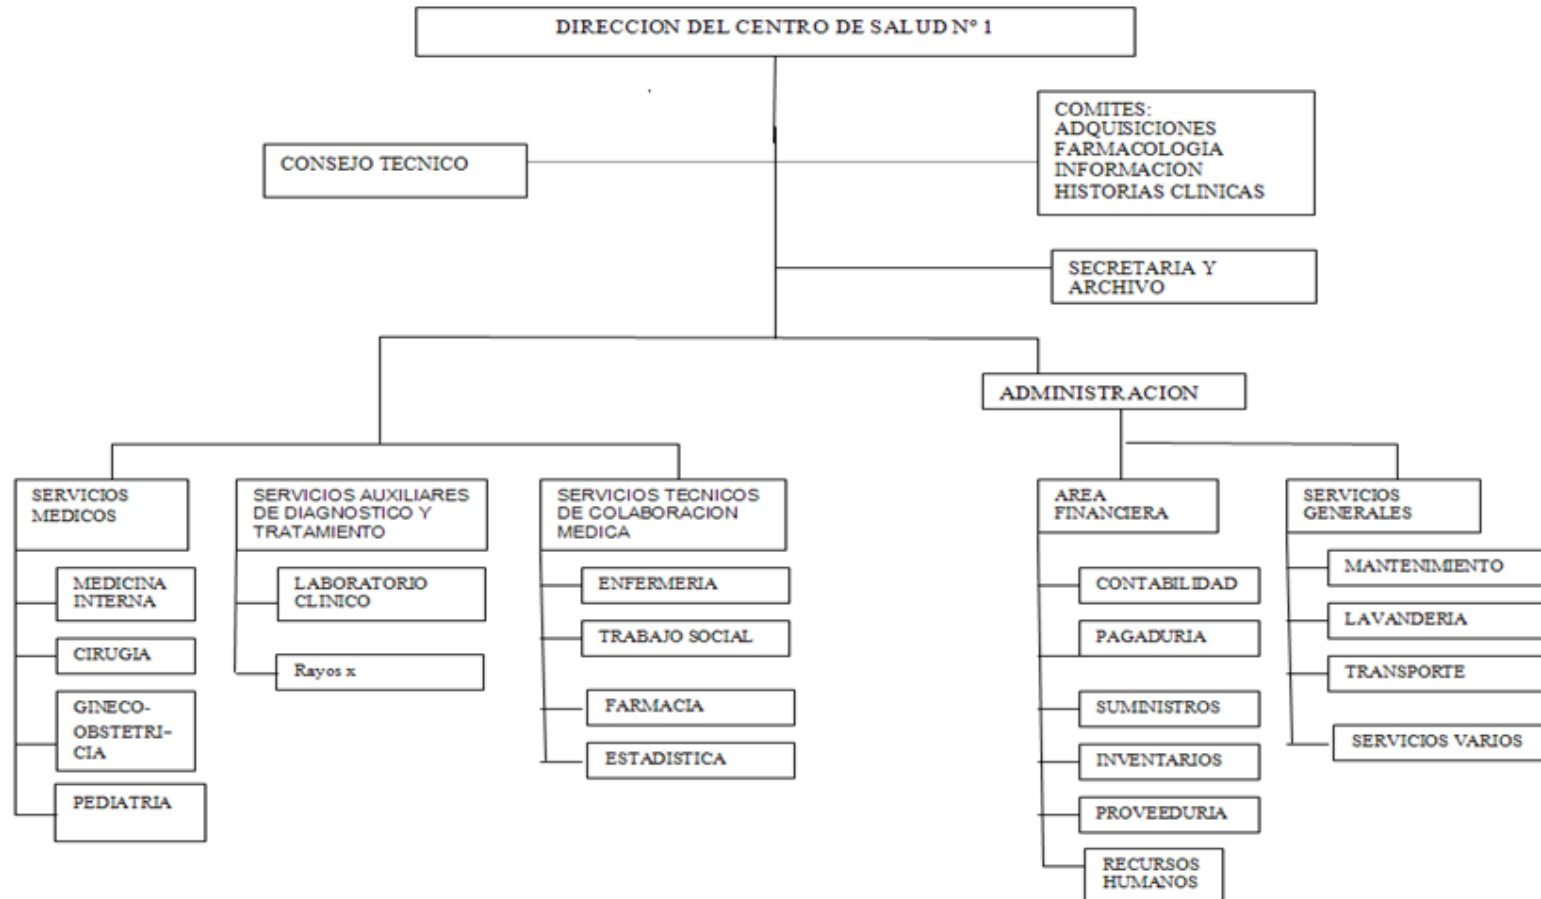 DIRECCION DEL CENTRO DE SALUD Nº 1
COMITES:
ADQUISICIONES
FARMACOLOGIA
INFORMACIÓN
HISTORIAS CLINICAS
CONSEJO TECNICO
SECRETARIA Y
ARCHIVO
ADMINISTRACION
SERVICIOS
MEDICOS
MEDICINA
INTERNA
CIRUGIA
GINECO-
OBSTETRI-
CIA
PEDIATRIA
SERVICIOS AUXILIARES
DE DIAGNOSTICO Y
TRATAMIENTO
LABORATORIO
CLINICO
Rayos x
SERVICIOS TECNICOS
DE COLABORACION
MEDICA
ENFERMERIA
TRABAJO SOCIAL
FARMACIA
ESTADISTICA
AREA
FINANCIERA
CONTABILIDAD
PAGADURIA
SUMINISTROS
INVENTARIOS
PROVEEDURIA
RECURSOS
HUMANOS
SERVICIOS
GENERALES
MANTENIMIENTO
LAVANDERIA
TRANSPORTE
SERVICIOS VARIOS